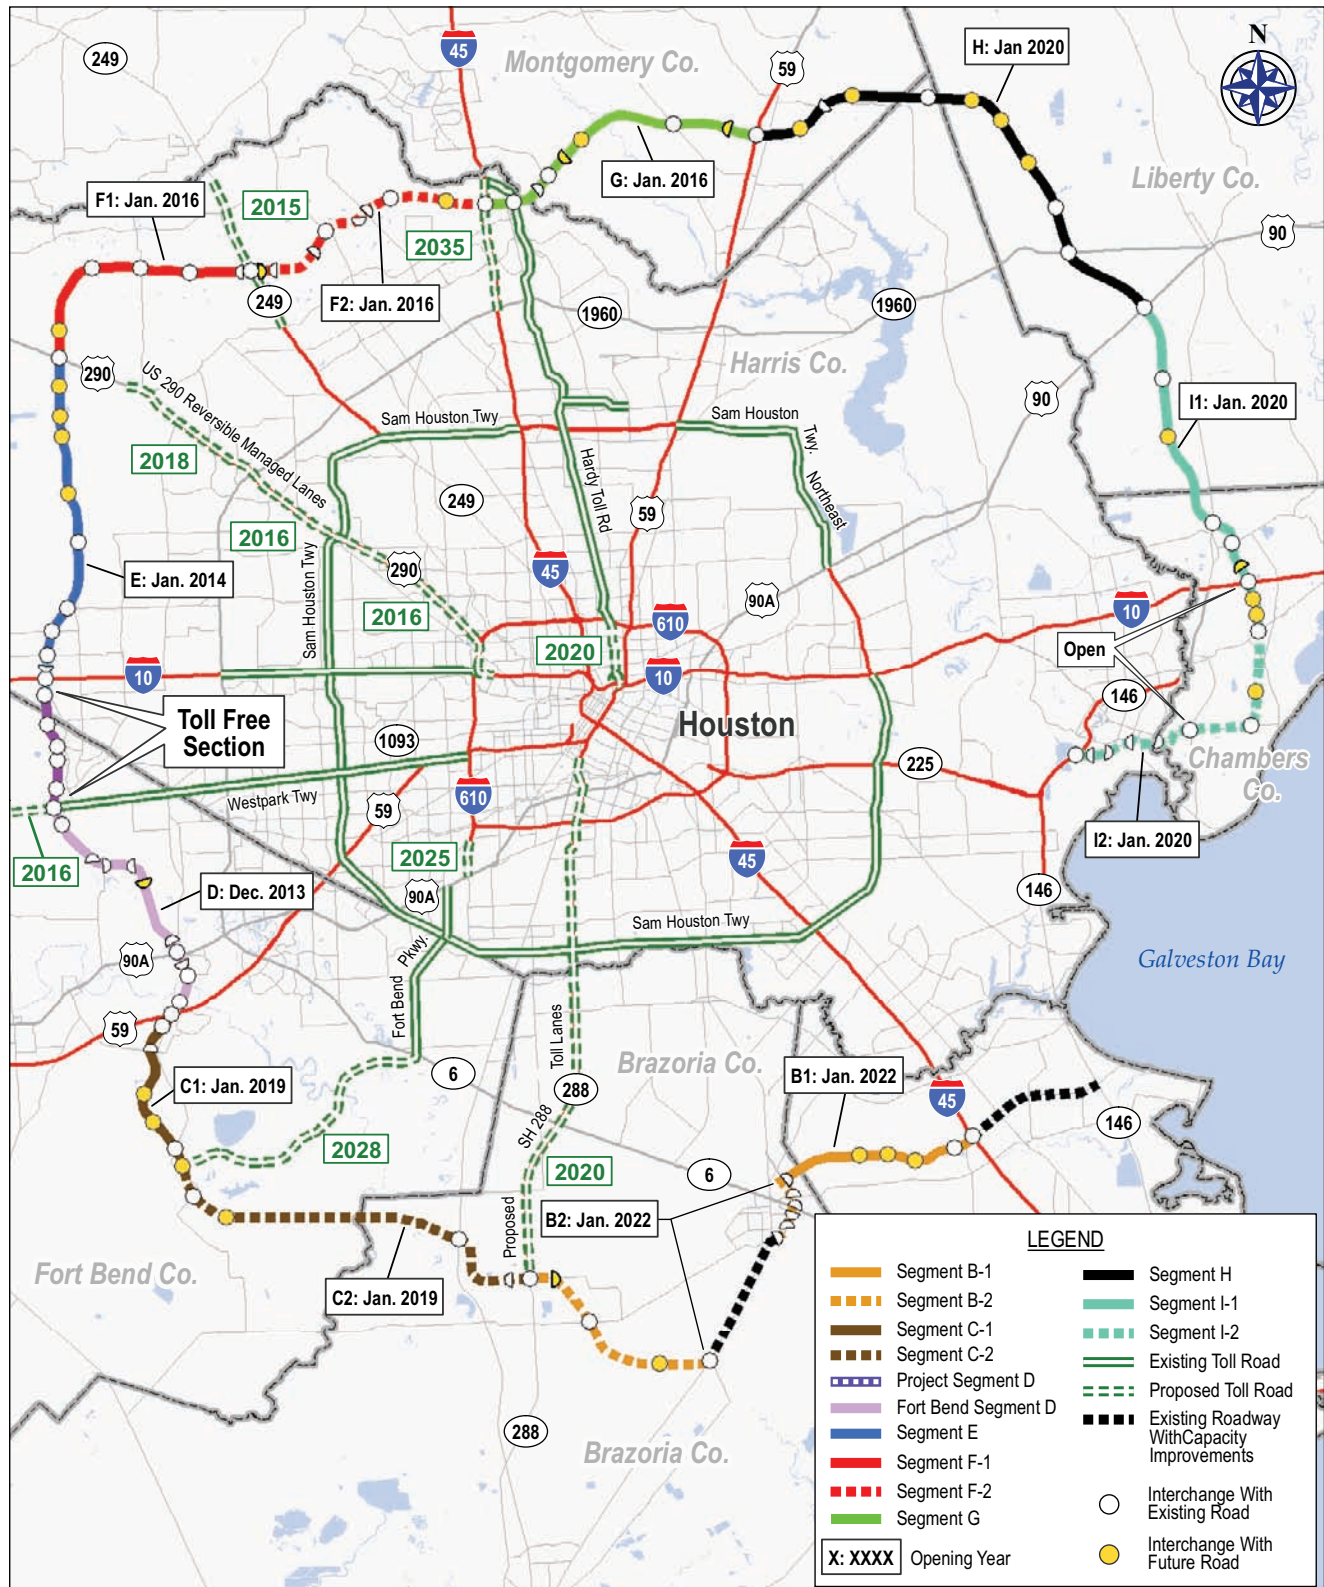 249
45
Montgomery Co.
59
H: Jan 2020
N
Liberty Co.
90
F1: Jan. 2016
2015
G: Jan. 2016
2035
249
F2: Jan. 2016
1960
1960
Harris Co.
290
US 290 Reversible Managed Lanes
90
I1: Jan. 2020
Sam Houston Twy
Sam Houston
Twy.
Northeast
2018
Hardy Toll Rd
249
59
2016
Sam Houston Twy
290
45
E: Jan. 2014
90A
2016
610
10
2020
Open
10
10
146
Toll Free
Section
Houston
1093
225
Chambers
Co.
Westpark Twy
59
610
2016
2025
45
I2: Jan. 2020
D: Dec. 2013
90A
146
Sam Houston Twy
90A
Pkwy.
Fort Bend
Galveston Bay
59
Toll Lanes
Brazoria Co.
6
B1: Jan. 2022
C1: Jan. 2019
288
45
146
SH 288
2028
2020
6
Proposed
B2: Jan. 2022
Fort Bend Co.
C2: Jan. 2019
288
Brazoria Co.
LEGEND
Segment B-1
Segment B-2
Segment C-1
Segment C-2
Project Segment D
Fort Bend Segment D
Segment E
Segment F-1
Segment F-2
Segment G
X: XXXX Opening Year
Segment H
Segment I-1
Segment I-2
Existing Toll Road
Proposed Toll Road
Existing Roadway
WithCapacity
Improvements
Interchange With
Existing Road
Interchange With
Future Road